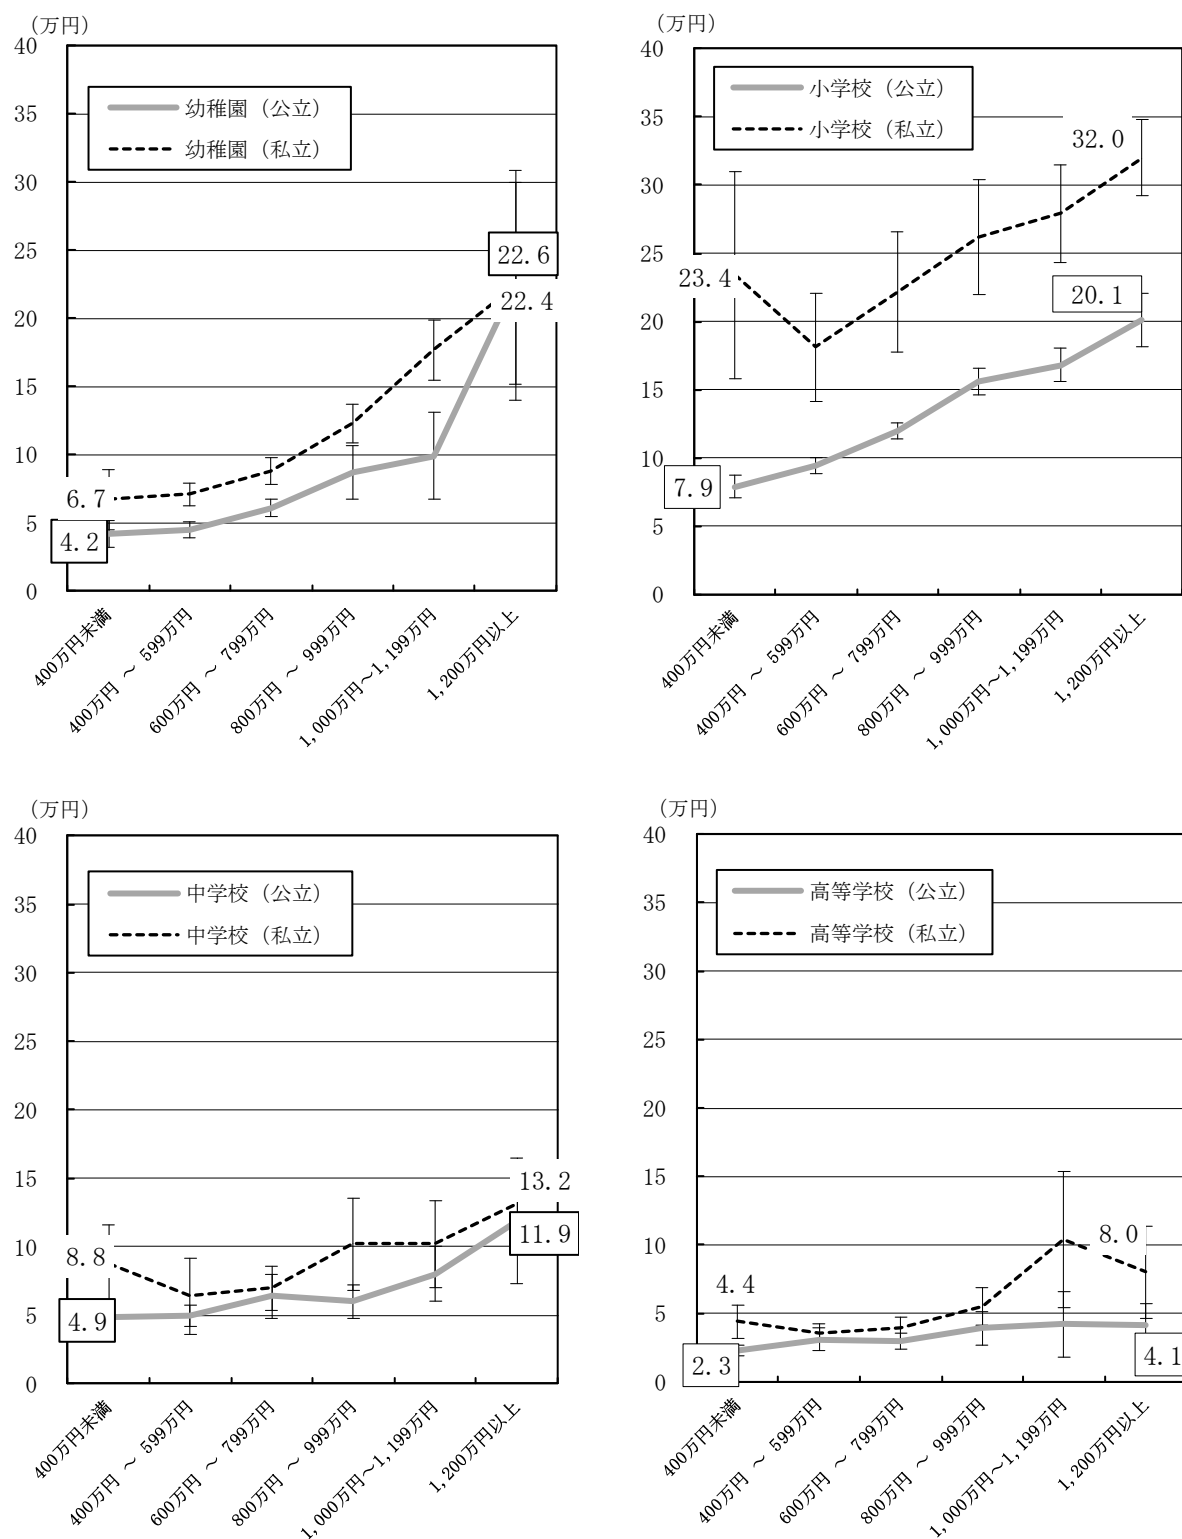 (万円)
40
35
30
25
20
15
10
5
0
幼稚園（公立）
幼稚園（私立）
22.6
22.4
6.7
4.2
400万円未満
400万円 ～ 599万円
600万円 ～ 799万円
800万円 ～ 999万円
1,000万円～1,199万円
1,200万円以上
(万円)
40
35
30
25
20
15
10
5
0
小学校（公立）
小学校（私立）
32.0
23.4
20.1
7.9
400万円未満
400万円 ～ 599万円
600万円 ～ 799万円
800万円 ～ 999万円
1,000万円～1,199万円
1,200万円以上
(万円)
40
35
30
25
20
15
10
5
0
中学校（公立）
中学校（私立）
13.2
11.9
8.8
4.9
400万円未満
400万円 ～ 599万円
600万円 ～ 799万円
800万円 ～ 999万円
1,000万円～1,199万円
1,200万円以上
(万円)
40
35
30
25
20
15
10
5
0
高等学校（公立）
高等学校（私立）
8.0
4.4
4.1
2.3
400万円未満
400万円 ～ 599万円
600万円 ～ 799万円
800万円 ～ 999万円
1,000万円～1,199万円
1,200万円以上